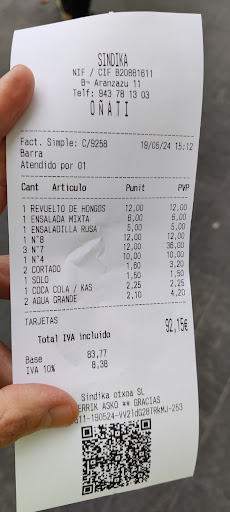 SINDIKA
NIF / CIF B20881611
Bº Aranzazu 11
Telf: 943 78 13 03
OÑATI
Fact. Simple: C/9258 19/05/24 15:12
Barra
Atendido por 01
Cant Artículo Punit PVP
1 REVUELTO DE HONGOS 12,00 12,00
1 ENSALADA MIXTA 6,00 6,00
1 ENSALADILLA RUSA 5,00 5,00
1 Nº8 12,00 12,00
3 Nº7 12,00 36,00
1 Nº4 10,00 10,00
2 CORTADO 1,60 3,20
1 SOLO 1,50 1,50
1 COCA COLA / KAS 2,25 2,25
2 AGUA GRANDE 2,10 4,20
TARJETAS 92,15€
Total IVA incluido
Base 83,77
IVA 10% 8,38
Sindika otxoa SL
ERRIK ASKO ** GRACIAS